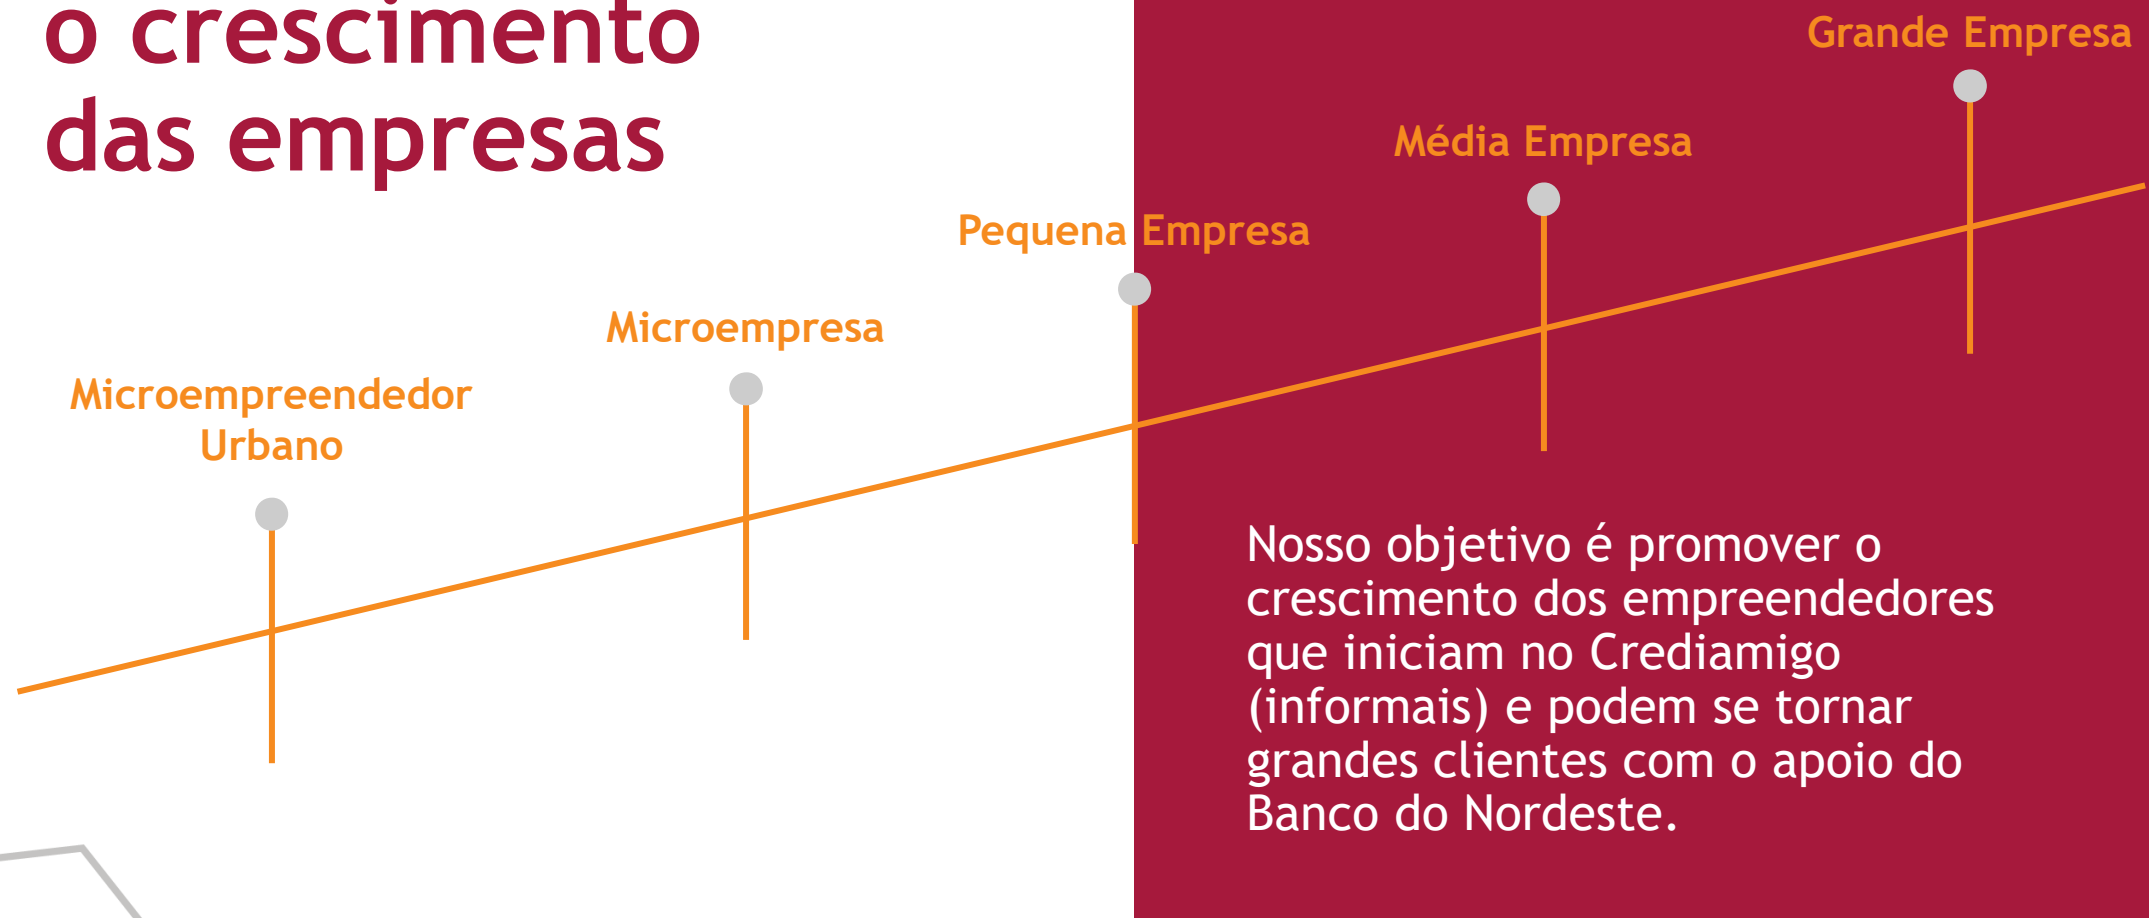 o crescimento
das empresas
Grande Empresa
Média Empresa
Pequena Empresa
Microempresa
Microempreendedor
Urbano
Nosso objetivo é promover o
crescimento dos empreendedores
que iniciam no Crediamigo
(informais) e podem se tornar
grandes clientes com o apoio do
Banco do Nordeste.